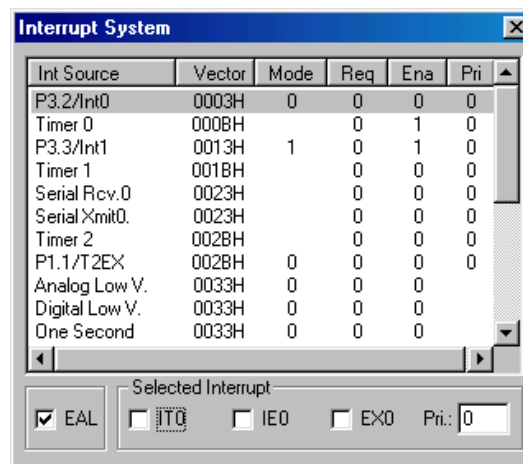 Interrupt System
Int Source Vector Mode Req Ena Pri
P3.2/Int0 0003H 0 0 0 0
Timer 0 000BH 0 1 0
P3.3/Int1 0013H 1 0 1 0
Timer 1 001BH 0 0 0
Serial Rcv.0 0023H 0 0 0
Serial Xmit0. 0023H 0 0 0
Timer 2 002BH 0 0 0
P1.1/T2EX 002BH 0 0 0 0
Analog Low V. 0033H 0 0 0
Digital Low V. 0033H 0 0 0
One Second 0033H 0 0 0
Selected Interrupt
EAL IT0 IE0 EX0 Pri.: 0